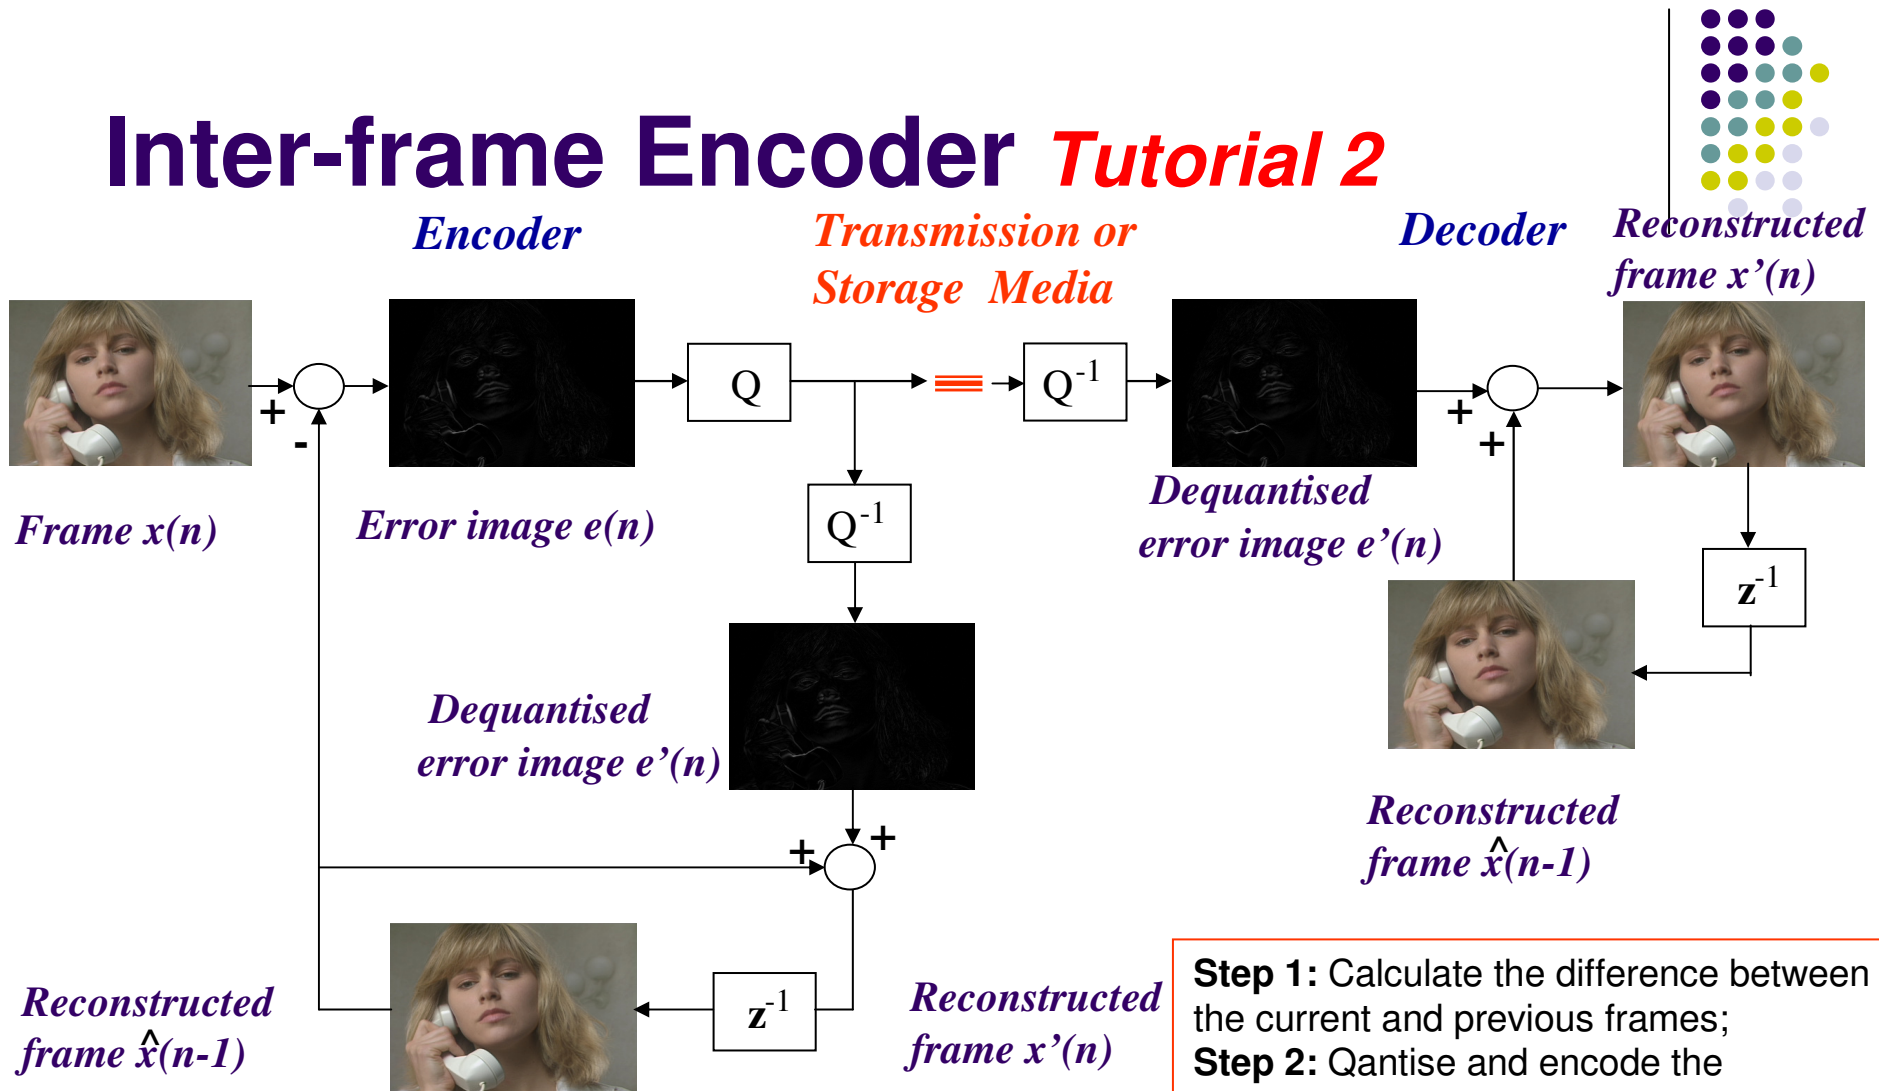 Inter-frame Encoder Tutorial 2
Encoder
Transmission or
Storage Media
Decoder
Reconstructed
frame x’(n)
+
-
Q
Q-1
+
+
Frame x(n)
Error image e(n)
Q-1
Dequantised
error image e’(n)
z-1
Dequantised
error image e’(n)
+
+
Reconstructed
frame x̂(n-1)
Reconstructed
frame x̂(n-1)
z-1
Reconstructed
frame x’(n)
Step 1: Calculate the difference between
the current and previous frames;
Step 2: Qantise and encode the